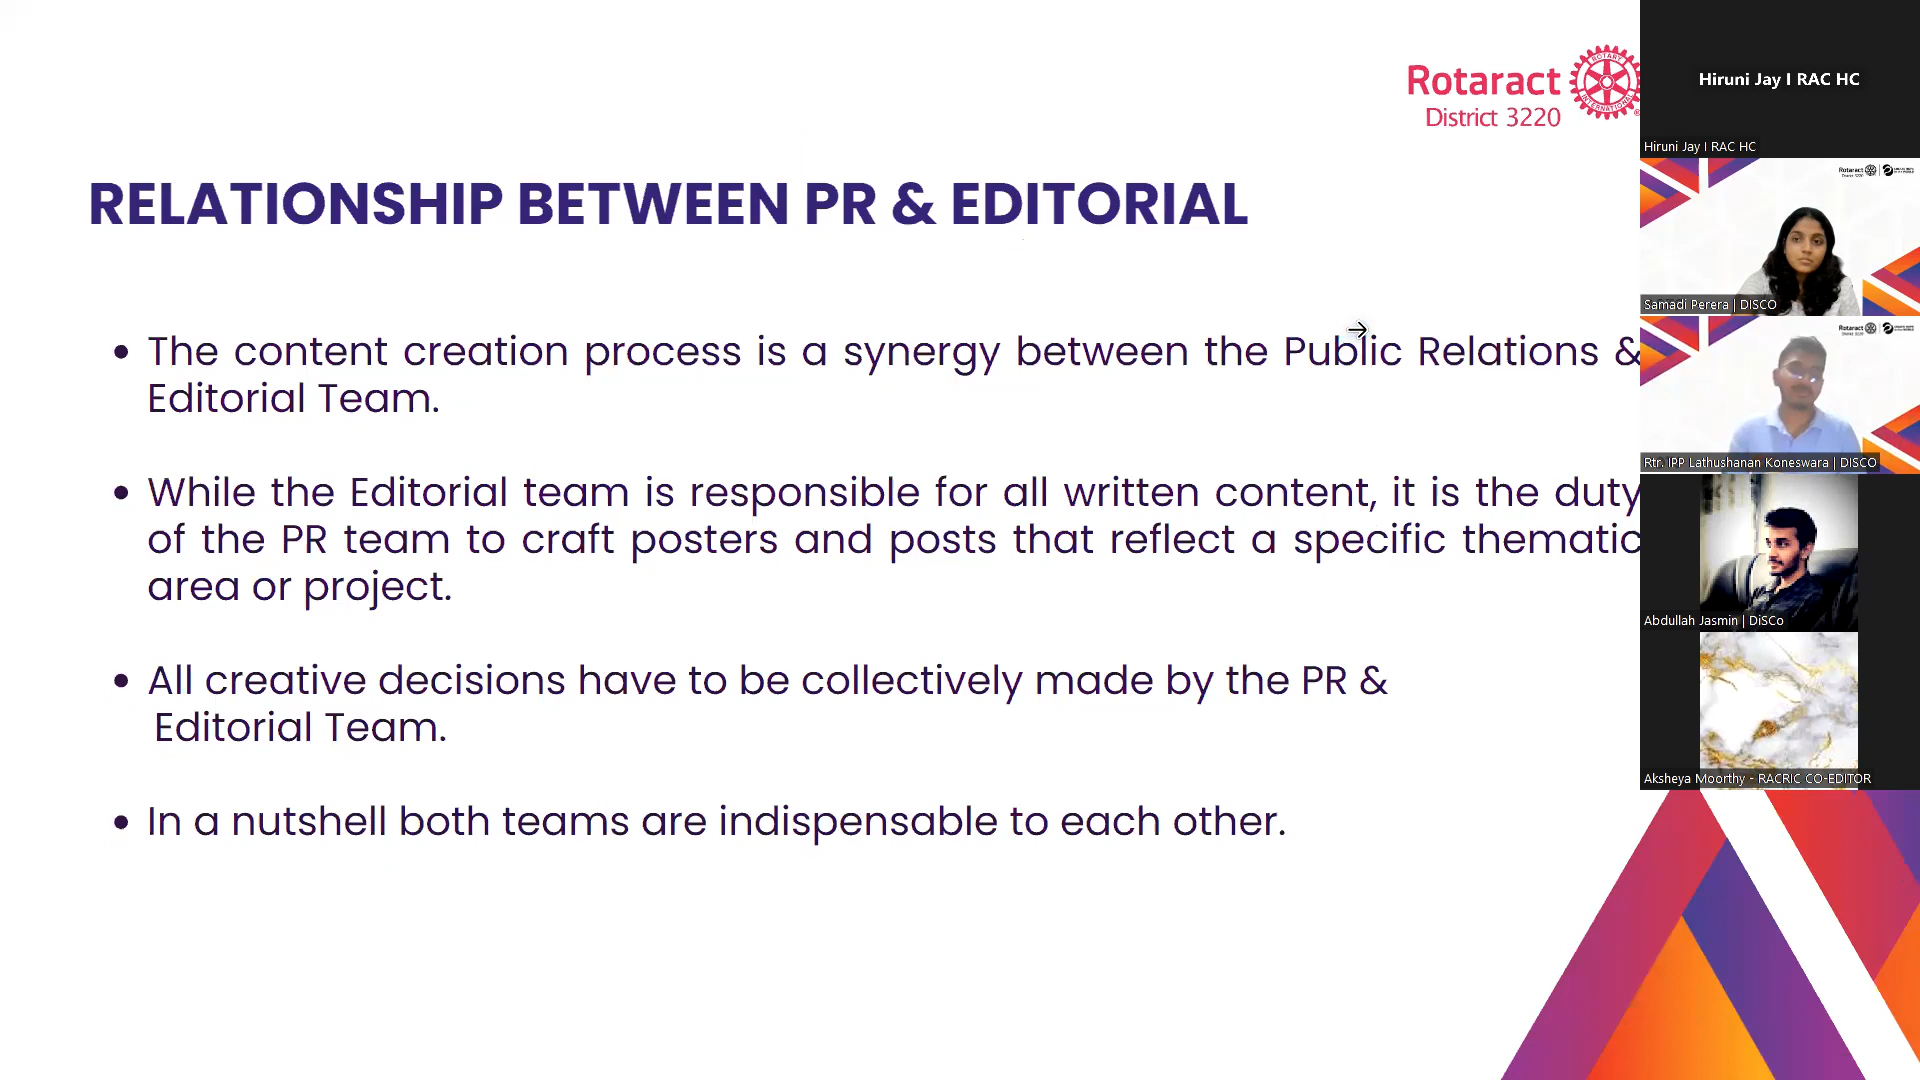 Rotaract
District 3220
ROTARY
INTERNATIONAL
RELATIONSHIP BETWEEN PR & EDITORIAL
• The content creation process is a synergy between the Public Relations &
Editorial Team.
• While the Editorial team is responsible for all written content, it is the duty
of the PR team to craft posters and posts that reflect a specific thematic
area or project.
• All creative decisions have to be collectively made by the PR &
Editorial Team.
• In a nutshell both teams are indispensable to each other.
Hiruni Jay I RAC HC
Hiruni Jay I RAC HC
Rotaract
Samadi Perera | DISCO
Rotaract
Rtr. IPP Lathushanan Koneswara | DISCO
Abdullah Jasmin | DiSCo
Aksheya Moorthy - RACRIC CO-EDITOR